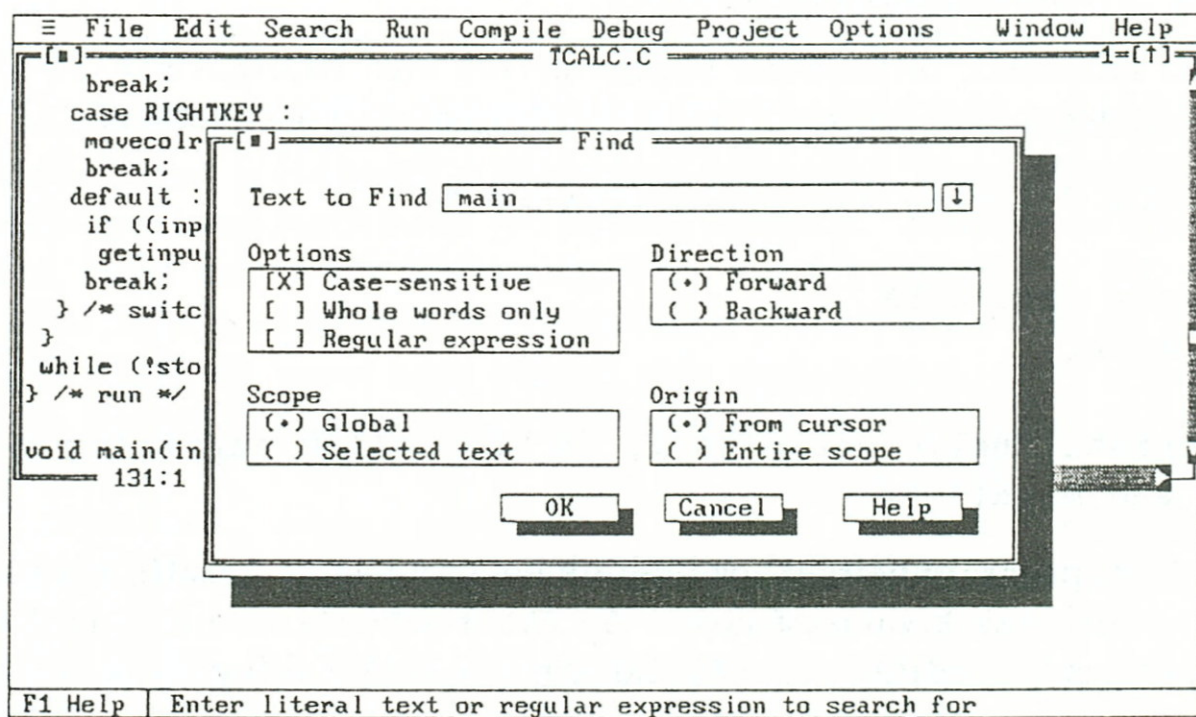 ≡ File Edit Search Run Compile Debug Project Options Window Help
[■] TCALC.C 1=[↑]
break;
case RIGHTKEY :
movecolr
break;
default :
if ((inp
getinpu
break;
} /* switc
}
while (!sto
} /* run */
void main(in
131:1
[■] Find
Text to Find main ↓
Options
[X] Case-sensitive
[ ] Whole words only
[ ] Regular expression
Direction
(•) Forward
( ) Backward
Scope
(•) Global
( ) Selected text
Origin
(•) From cursor
( ) Entire scope
OK Cancel Help
F1 Help | Enter literal text or regular expression to search for